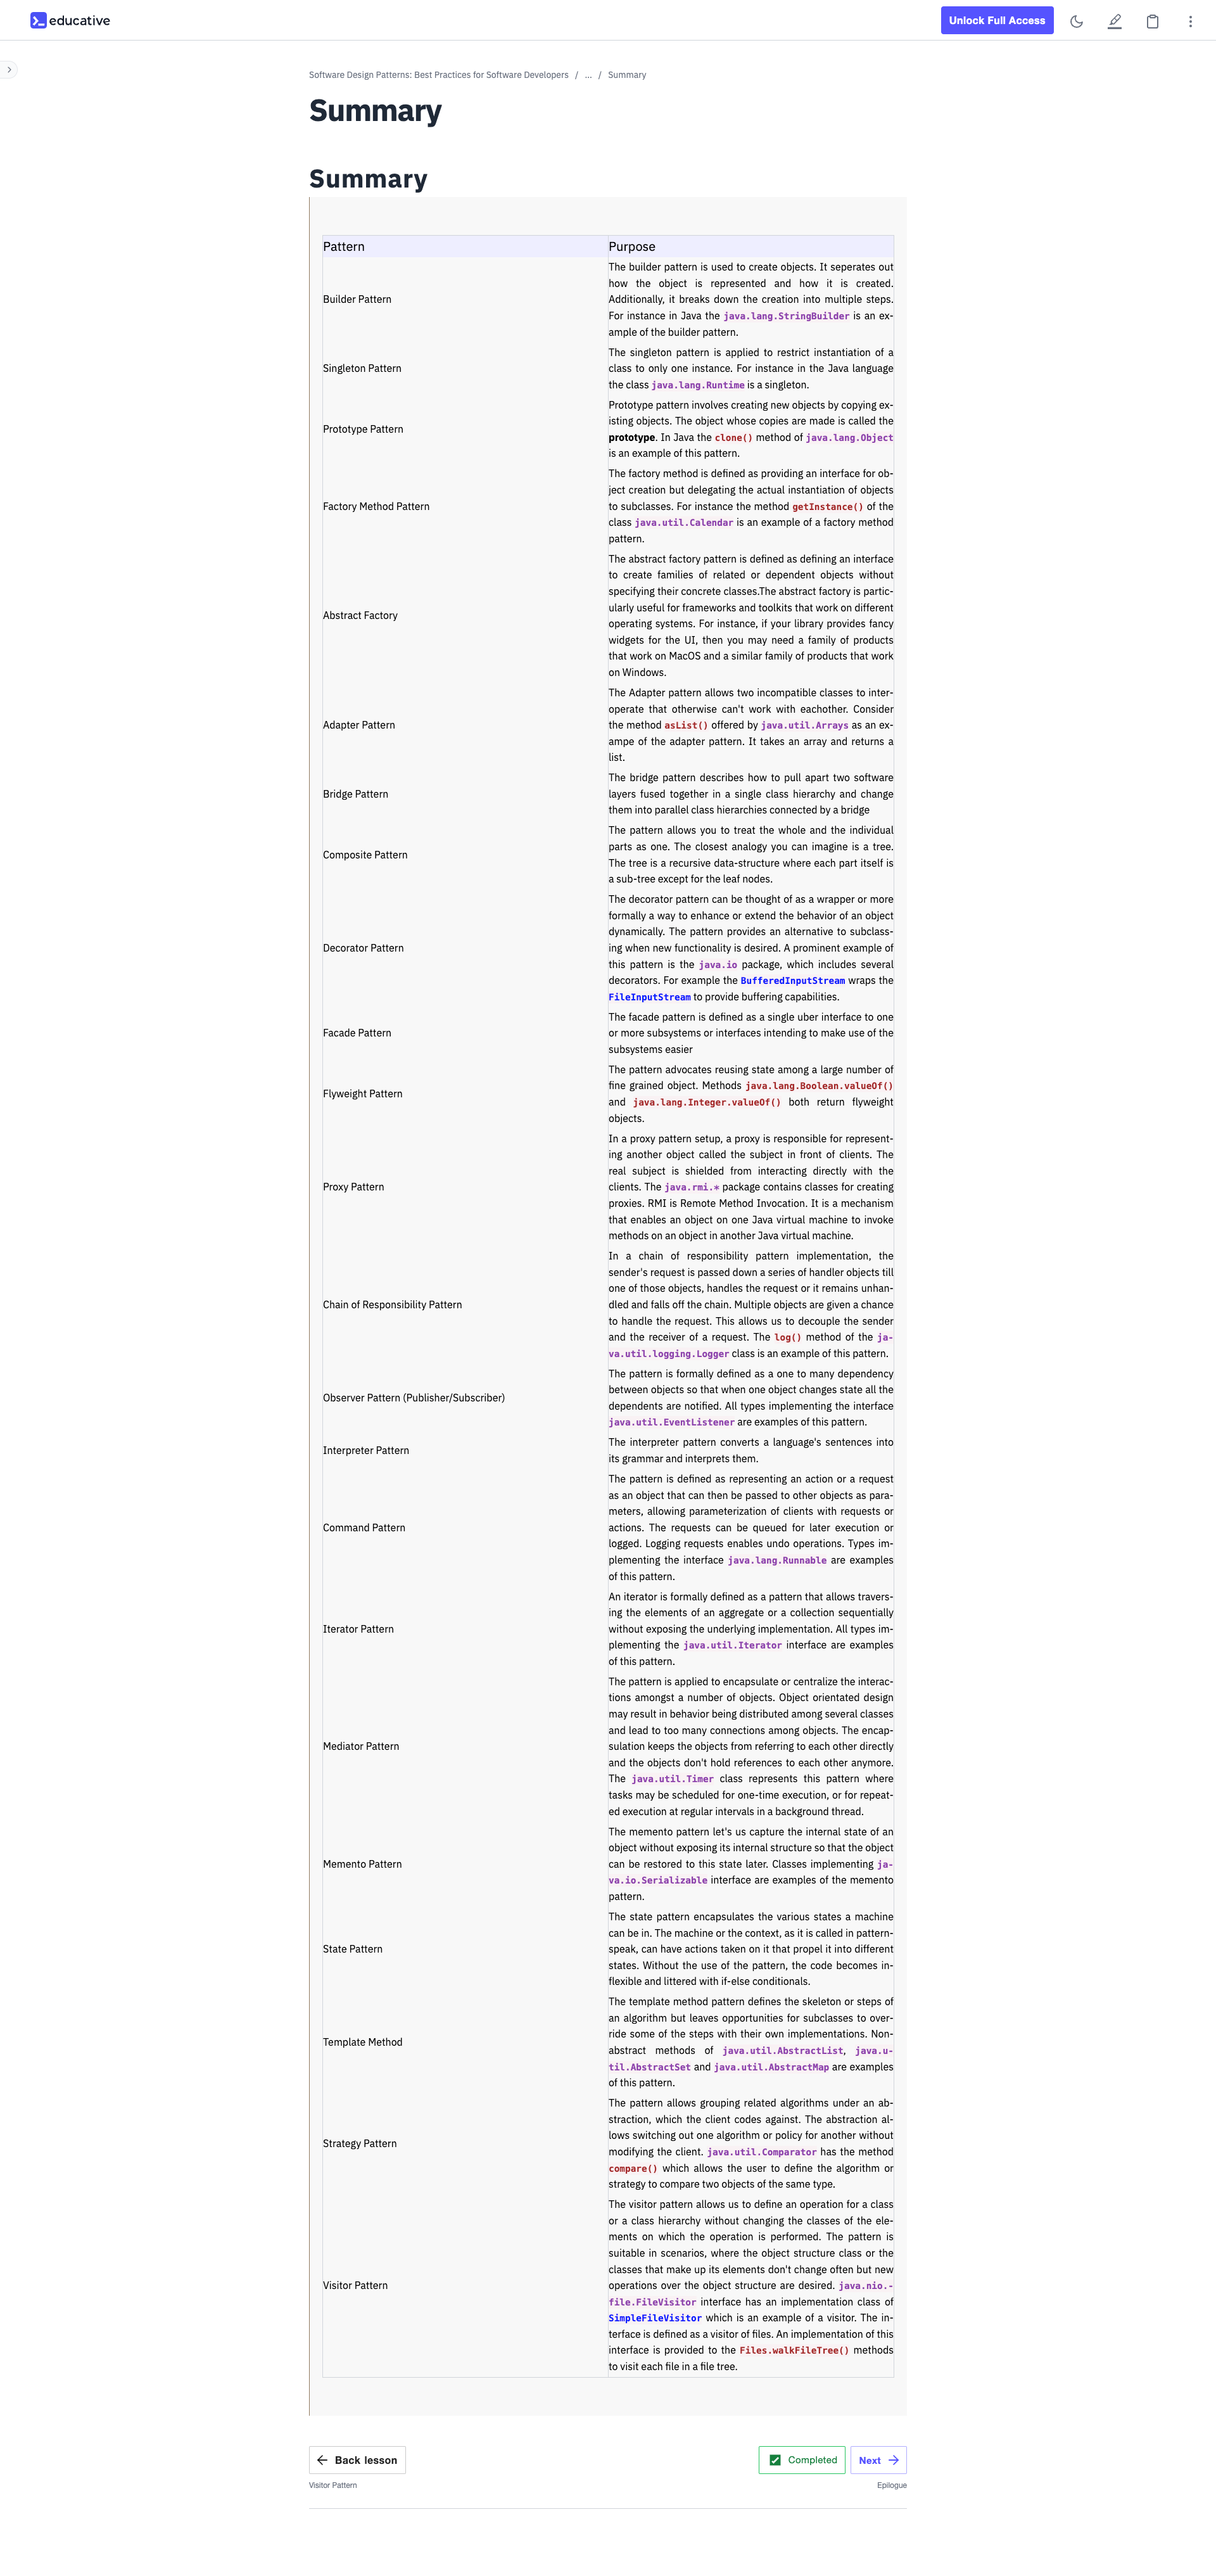 educative
Unlock Full Access
Software Design Patterns: Best Practices for Software Developers / ... / Summary
Summary
Summary
Pattern
Purpose
Builder Pattern
The builder pattern is used to create objects. It seperates out
how the object is represented and how it is created.
Additionally, it breaks down the creation into multiple steps.
For instance in Java the java.lang.StringBuilder is an ex-
ample of the builder pattern.
Singleton Pattern
The singleton pattern is applied to restrict instantiation of a
class to only one instance. For instance in the Java language
the class java.lang.Runtime is a singleton.
Prototype Pattern
Prototype pattern involves creating new objects by copying ex-
isting objects. The object whose copies are made is called the
prototype. In Java the clone() method of java.lang.Object
is an example of this pattern.
Factory Method Pattern
The factory method is defined as providing an interface for ob-
ject creation but delegating the actual instantiation of objects
to subclasses. For instance the method getInstance() of the
class java.util.Calendar is an example of a factory method
pattern.
Abstract Factory
The abstract factory pattern is defined as defining an interface
to create families of related or dependent objects without
specifying their concrete classes.The abstract factory is partic-
ularly useful for frameworks and toolkits that work on different
operating systems. For instance, if your library provides fancy
widgets for the UI, then you may need a family of products
that work on MacOS and a similar family of products that work
on Windows.
Adapter Pattern
The Adapter pattern allows two incompatible classes to inter-
operate that otherwise can't work with eachother. Consider
the method asList() offered by java.util.Arrays as an ex-
ampe of the adapter pattern. It takes an array and returns a
list.
Bridge Pattern
The bridge pattern describes how to pull apart two software
layers fused together in a single class hierarchy and change
them into parallel class hierarchies connected by a bridge
Composite Pattern
The pattern allows you to treat the whole and the individual
parts as one. The closest analogy you can imagine is a tree.
The tree is a recursive data-structure where each part itself is
a sub-tree except for the leaf nodes.
Decorator Pattern
The decorator pattern can be thought of as a wrapper or more
formally a way to enhance or extend the behavior of an object
dynamically. The pattern provides an alternative to subclass-
ing when new functionality is desired. A prominent example of
this pattern is the java.io package, which includes several
decorators. For example the BufferedInputStream wraps the
FileInputStream to provide buffering capabilities.
Facade Pattern
The facade pattern is defined as a single uber interface to one
or more subsystems or interfaces intending to make use of the
subsystems easier
Flyweight Pattern
The pattern advocates reusing state among a large number of
fine grained object. Methods java.lang.Boolean.valueOf()
and java.lang.Integer.valueOf() both return flyweight
objects.
Proxy Pattern
In a proxy pattern setup, a proxy is responsible for represent-
ing another object called the subject in front of clients. The
real subject is shielded from interacting directly with the
clients. The java.rmi.* package contains classes for creating
proxies. RMI is Remote Method Invocation. It is a mechanism
that enables an object on one Java virtual machine to invoke
methods on an object in another Java virtual machine.
Chain of Responsibility Pattern
In a chain of responsibility pattern implementation, the
sender's request is passed down a series of handler objects till
one of those objects, handles the request or it remains unhan-
dled and falls off the chain. Multiple objects are given a chance
to handle the request. This allows us to decouple the sender
and the receiver of a request. The log() method of the ja-
va.util.logging.Logger class is an example of this pattern.
Observer Pattern (Publisher/Subscriber)
The pattern is formally defined as a one to many dependency
between objects so that when one object changes state all the
dependents are notified. All types implementing the interface
java.util.EventListener are examples of this pattern.
Interpreter Pattern
The interpreter pattern converts a language's sentences into
its grammar and interprets them.
Command Pattern
The pattern is defined as representing an action or a request
as an object that can then be passed to other objects as para-
meters, allowing parameterization of clients with requests or
actions. The requests can be queued for later execution or
logged. Logging requests enables undo operations. Types im-
plementing the interface java.lang.Runnable are examples
of this pattern.
Iterator Pattern
An iterator is formally defined as a pattern that allows travers-
ing the elements of an aggregate or a collection sequentially
without exposing the underlying implementation. All types im-
plementing the java.util.Iterator interface are examples
of this pattern.
Mediator Pattern
The pattern is applied to encapsulate or centralize the interac-
tions amongst a number of objects. Object orientated design
may result in behavior being distributed among several classes
and lead to too many connections among objects. The encap-
sulation keeps the objects from referring to each other directly
and the objects don't hold references to each other anymore.
The java.util.Timer class represents this pattern where
tasks may be scheduled for one-time execution, or for repeat-
ed execution at regular intervals in a background thread.
Memento Pattern
The memento pattern let's us capture the internal state of an
object without exposing its internal structure so that the object
can be restored to this state later. Classes implementing ja-
va.io.Serializable interface are examples of the memento
pattern.
State Pattern
The state pattern encapsulates the various states a machine
can be in. The machine or the context, as it is called in pattern-
speak, can have actions taken on it that propel it into different
states. Without the use of the pattern, the code becomes in-
flexible and littered with if-else conditionals.
Template Method
The template method pattern defines the skeleton or steps of
an algorithm but leaves opportunities for subclasses to over-
ride some of the steps with their own implementations. Non-
abstract methods of java.util.AbstractList, java.u-
til.AbstractSet and java.util.AbstractMap are examples
of this pattern.
Strategy Pattern
The pattern allows grouping related algorithms under an ab-
straction, which the client codes against. The abstraction al-
lows switching out one algorithm or policy for another without
modifying the client. java.util.Comparator has the method
compare() which allows the user to define the algorithm or
strategy to compare two objects of the same type.
Visitor Pattern
The visitor pattern allows us to define an operation for a class
or a class hierarchy without changing the classes of the ele-
ments on which the operation is performed. The pattern is
suitable in scenarios, where the object structure class or the
classes that make up its elements don't change often but new
operations over the object structure are desired. java.nio.-
file.FileVisitor interface has an implementation class of
SimpleFileVisitor which is an example of a visitor. The in-
terface is defined as a visitor of files. An implementation of this
interface is provided to the Files.walkFileTree() methods
to visit each file in a file tree.
Back lesson
Completed
Next
Visitor Pattern
Epilogue